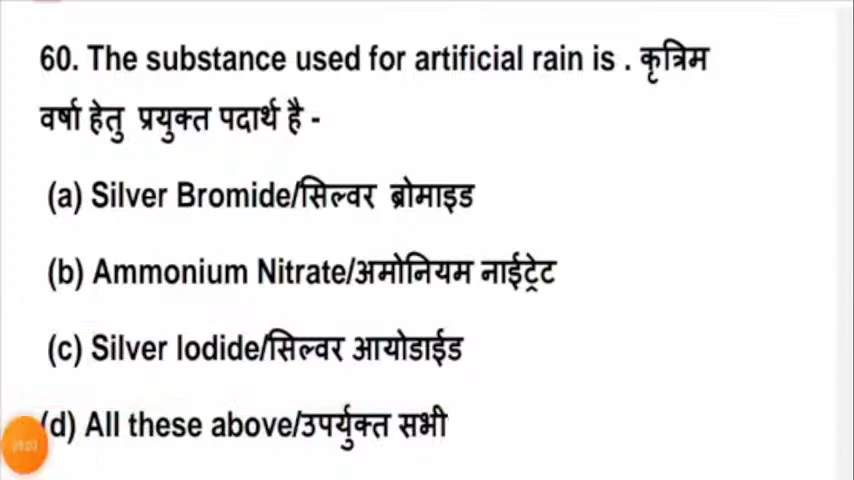 60. The substance used for artificial rain is . कृत्रिम
वर्षा हेतु प्रयुक्त पदार्थ है -
(a) Silver Bromide/सिल्वर ब्रोमाइड
(b) Ammonium Nitrate/अमोनियम नाईट्रेट
(c) Silver Iodide/सिल्वर आयोडाईड
(d) All these above/उपर्युक्त सभी